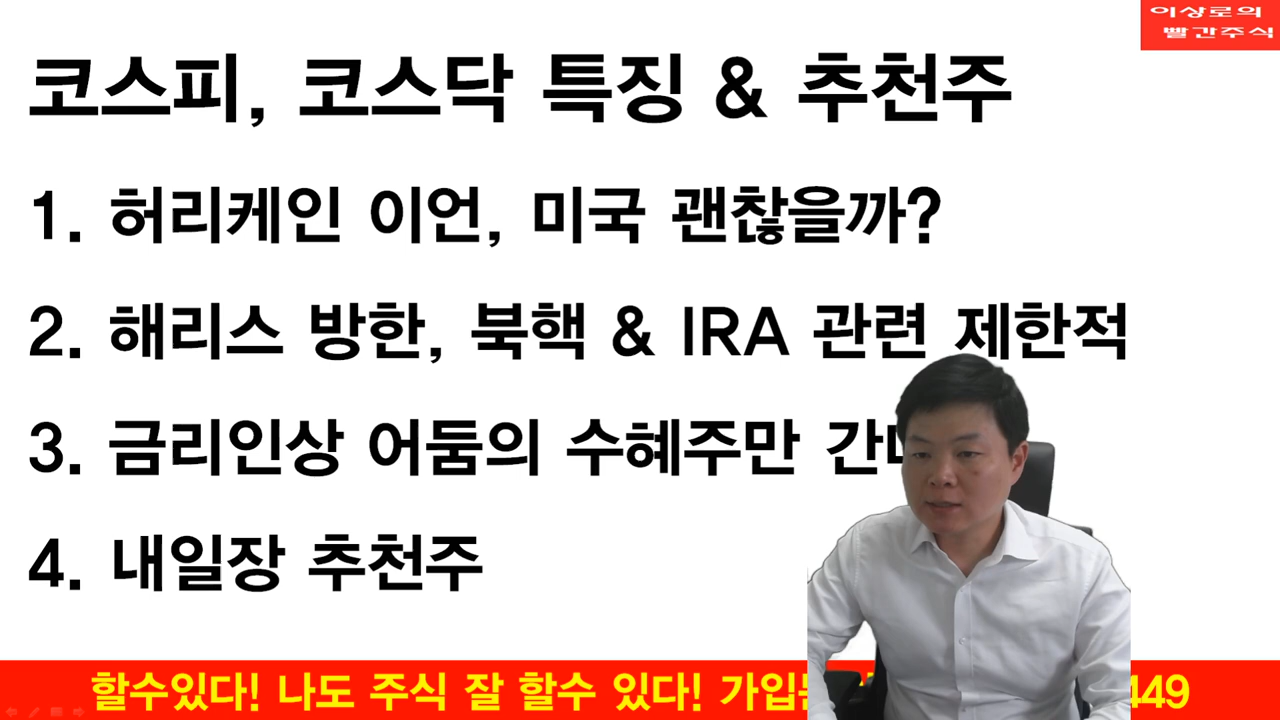 이상로의
빨간주식
코스피, 코스닥 특징 & 추천주
1. 허리케인 이언, 미국 괜찮을까?
2. 해리스 방한, 북핵 & IRA 관련 제한적
3. 금리인상 어둠의 수혜주만 간
4. 내일장 추천주
할수있다! 나도 주식 잘 할수 있다! 449